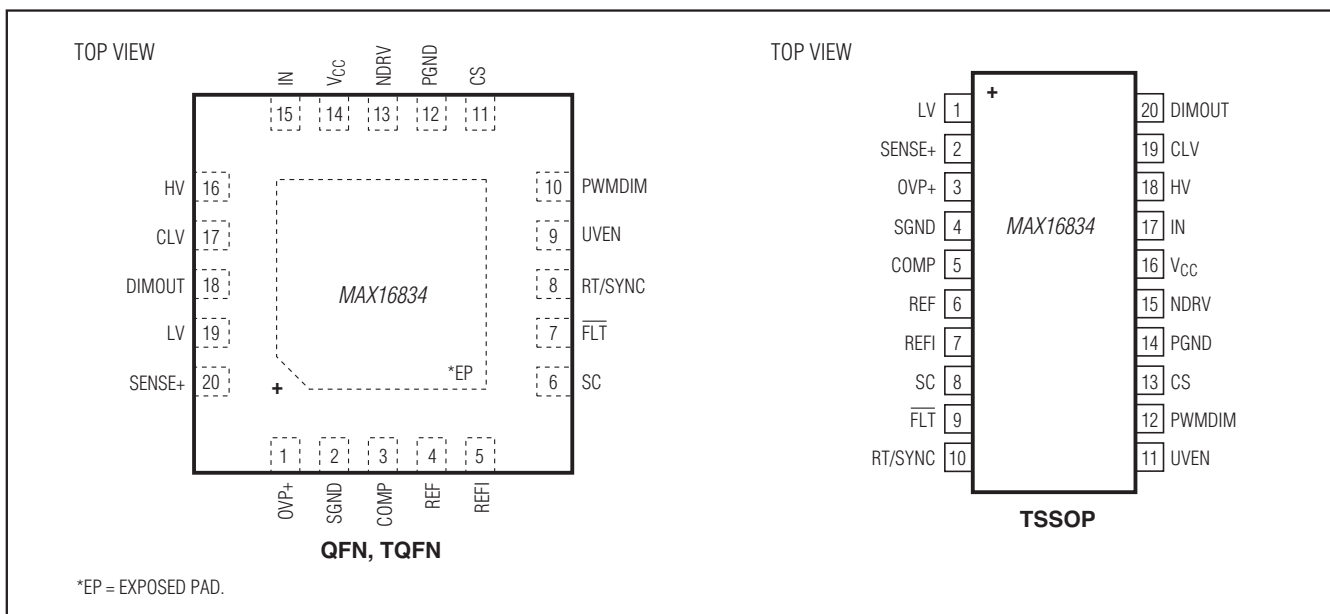 TOP VIEW
IN
VCC
NDRV
PGND
CS
15
14
13
12
11
HV 16
CLV 17
DIMOUT 18
LV 19
SENSE+ 20
10 PWMDIM
9 UVEN
8 RT/SYNC
7 FLT
6 SC
MAX16834
*EP
+
1
2
3
4
5
OVP+
SGND
COMP
REF
REFI
QFN, TQFN
*EP = EXPOSED PAD.
TOP VIEW
+
LV 1
SENSE+ 2
OVP+ 3
SGND 4
COMP 5
REF 6
REFI 7
SC 8
FLT 9
RT/SYNC 10
MAX16834
20 DIMOUT
19 CLV
18 HV
17 IN
16 VCC
15 NDRV
14 PGND
13 CS
12 PWMDIM
11 UVEN
TSSOP